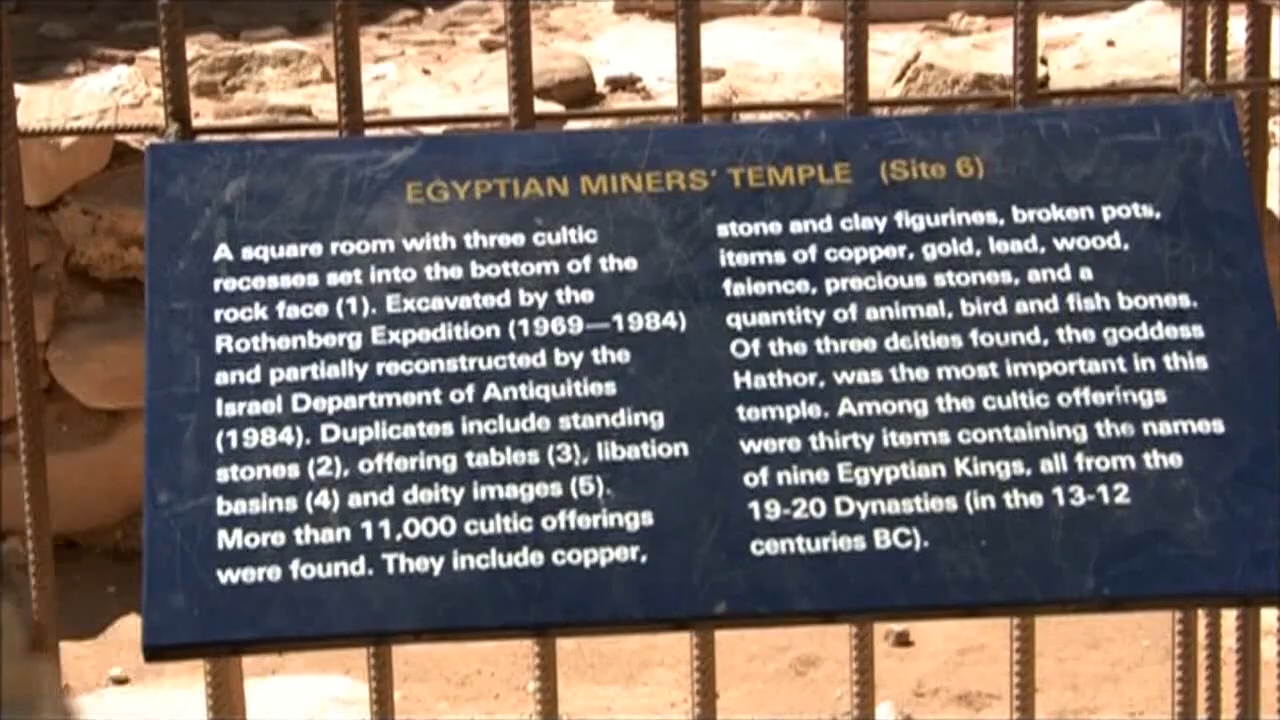 EGYPTIAN MINERS' TEMPLE (Site 6)
A square room with three cultic
recesses set into the bottom of the
rock face (1). Excavated by the
Rothenberg Expedition (1969—1984)
and partially reconstructed by the
Israel Department of Antiquities
(1984). Duplicates include standing
stones (2), offering tables (3), libation
basins (4) and deity images (5).
More than 11,000 cultic offerings
were found. They include copper,
stone and clay figurines, broken pots,
items of copper, gold, lead, wood,
faience, precious stones, and a
quantity of animal, bird and fish bones.
Of the three deities found, the goddess
Hathor, was the most important in this
temple. Among the cultic offerings
were thirty items containing the names
of nine Egyptian Kings, all from the
19-20 Dynasties (in the 13-12
centuries BC).